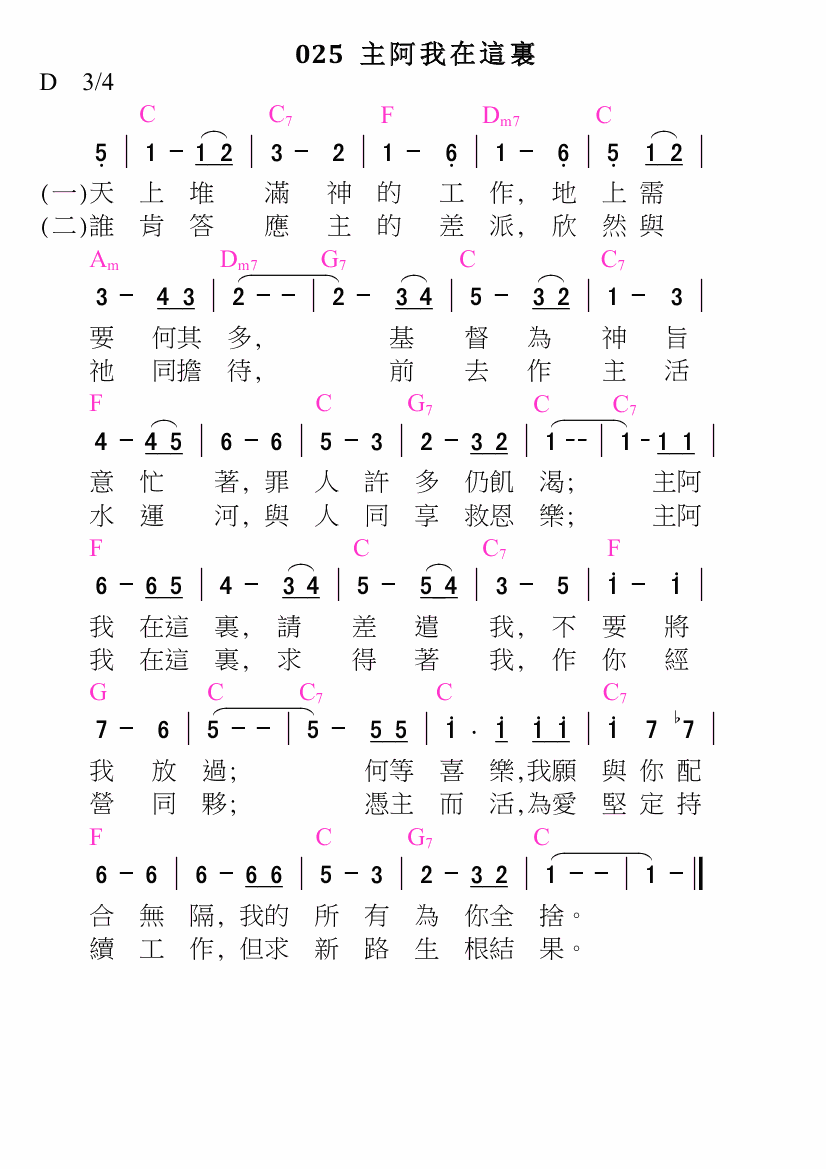 025 主阿我在這裏
D 3/4
C C7 F Dm7 C
5̣ | 1 - 1 2 | 3 - 2 | 1 - 6̣ | 1 - 6̣ | 5̣ 1 2 |
(一)天 上 堆 滿 神 的 工 作, 地 上 需
(二)誰 肯 答 應 主 的 差 派, 欣 然 與
Am Dm7 G7 C C7
3 - 4 3 | 2 - - | 2 - 3 4 | 5 - 3 2 | 1 - 3 |
要 何其 多, 基 督 為 神 旨
祂 同擔 待, 前 去 作 主 活
F C G7 C C7
4 - 4 5 | 6 - 6 | 5 - 3 | 2 - 3 2 | 1 - - | 1 - 1 1 |
意 忙 著, 罪 人 許 多 仍飢 渴; 主阿
水 運 河, 與 人 同 享 救恩 樂; 主阿
F C C7 F
6 - 6 5 | 4 - 3 4 | 5 - 5 4 | 3 - 5 | i - i |
我 在這 裏, 請 差 遣 我, 不 要 將
我 在這 裏, 求 得 著 我, 作 你 經
G C C7 C C7
7 - 6 | 5 - - | 5 - 5 5 | i . i i i | i 7 ♭7 |
我 放 過; 何等 喜 樂,我願 與 你 配
營 同 夥; 憑主 而 活,為愛 堅 定 持
F C G7 C
6 - 6 | 6 - 6 6 | 5 - 3 | 2 - 3 2 | 1 - - | 1 - ‖
合 無 隔, 我的 所 有 為 你全 捨。
續 工 作, 但求 新 路 生 根結 果。